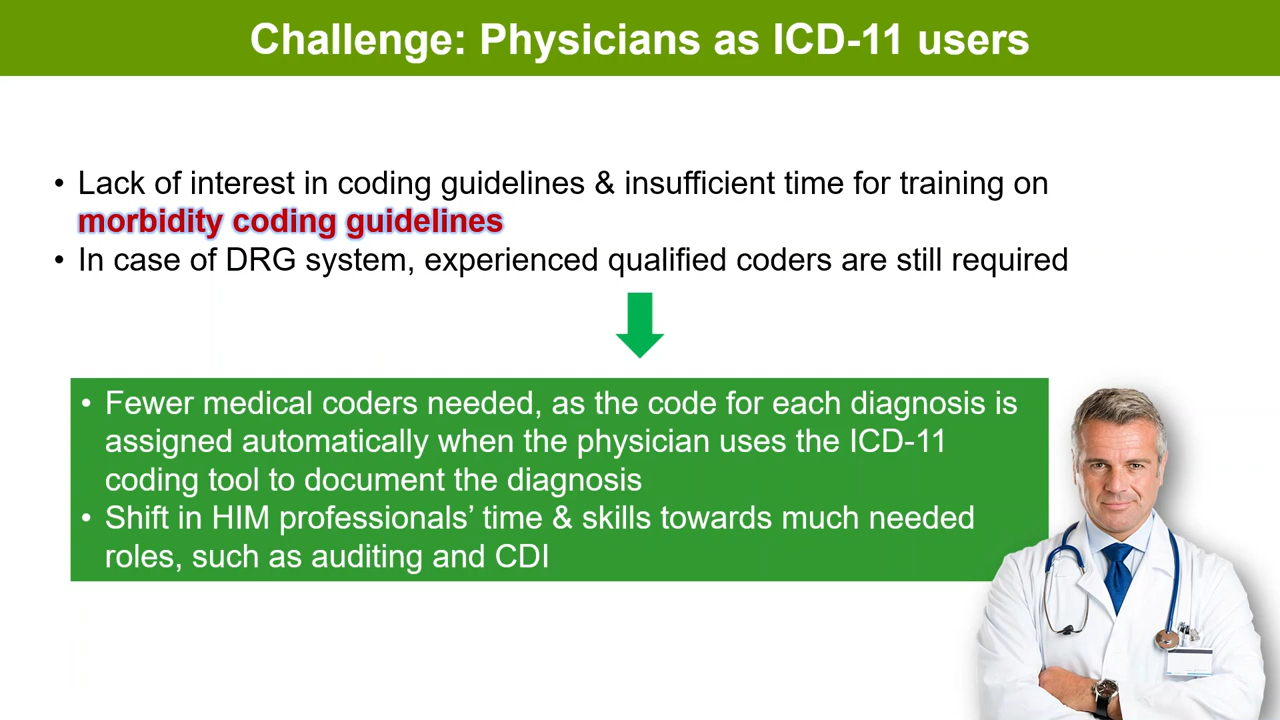 Challenge: Physicians as ICD-11 users
• Lack of interest in coding guidelines & insufficient time for training on
morbidity coding guidelines
• In case of DRG system, experienced qualified coders are still required
• Fewer medical coders needed, as the code for each diagnosis is
assigned automatically when the physician uses the ICD-11
coding tool to document the diagnosis
• Shift in HIM professionals’ time & skills towards much needed
roles, such as auditing and CDI